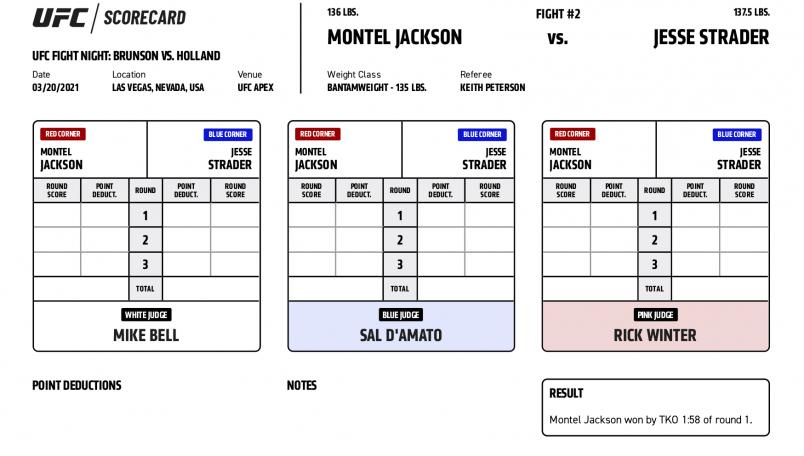 UFC SCORECARD
UFC FIGHT NIGHT: BRUNSON VS. HOLLAND
Date Location Venue
03/20/2021 LAS VEGAS, NEVADA, USA UFC APEX
136 LBS. FIGHT #2 137.5 LBS.
MONTEL JACKSON vs. JESSE STRADER
Weight Class Referee
BANTAMWEIGHT - 135 LBS. KEITH PETERSON
RED CORNER BLUE CORNER
MONTEL JESSE
JACKSON STRADER
ROUND SCORE POINT DEDUCT. ROUND POINT DEDUCT. ROUND SCORE
1
2
3
TOTAL
WHITE JUDGE
MIKE BELL
RED CORNER BLUE CORNER
MONTEL JESSE
JACKSON STRADER
ROUND SCORE POINT DEDUCT. ROUND POINT DEDUCT. ROUND SCORE
1
2
3
TOTAL
BLUE JUDGE
SAL D'AMATO
RED CORNER BLUE CORNER
MONTEL JESSE
JACKSON STRADER
ROUND SCORE POINT DEDUCT. ROUND POINT DEDUCT. ROUND SCORE
1
2
3
TOTAL
PINK JUDGE
RICK WINTER
POINT DEDUCTIONS
NOTES
RESULT
Montel Jackson won by TKO 1:58 of round 1.